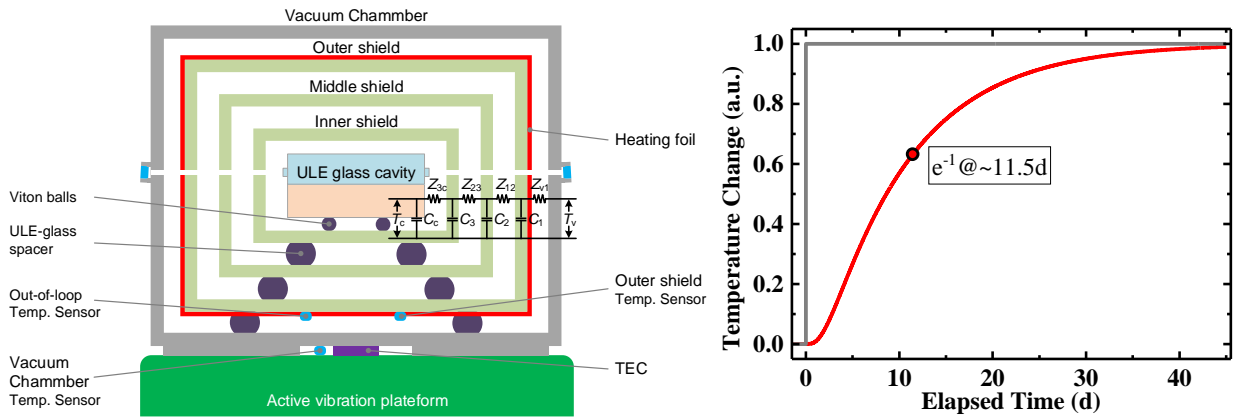 Vacuum Chammber
Outer shield
Middle shield
Inner shield
Heating foil
ULE glass cavity
Z3c Z23 Z12 Zv1
Tc Cc C3 C2 C1 Tv
Viton balls
ULE-glass
spacer
Out-of-loop
Temp. Sensor
Outer shield
Temp. Sensor
Vacuum
Chammber
Temp. Sensor
TEC
Active vibration plateform
Temperature Change (a.u.)
1.0
0.8
0.6
0.4
0.2
0.0
e-1@~11.5d
0 10 20 30 40
Elapsed Time (d)